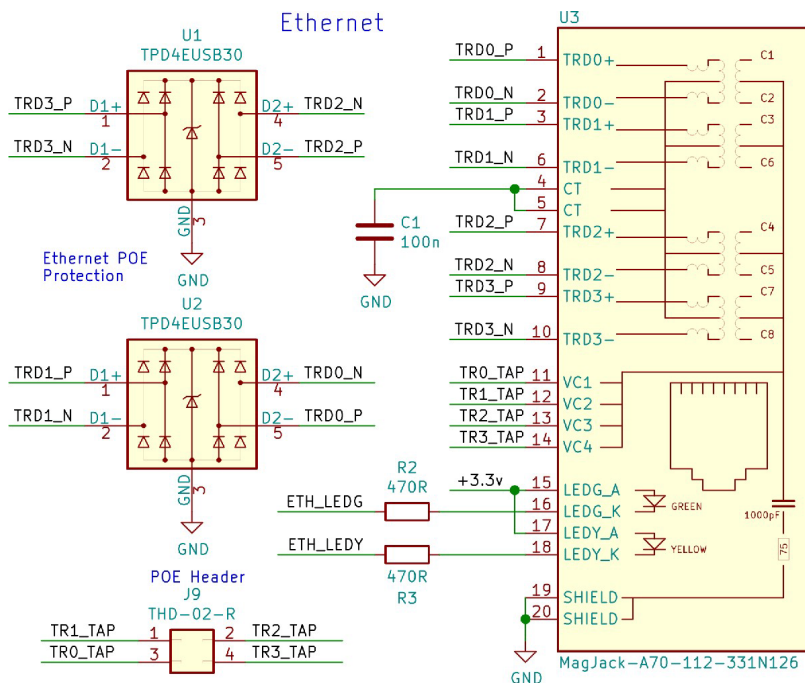 Ethernet
U1
TPD4EUSB30
TRD3_P
D1+
1
D2+
4
TRD2_N
TRD3_N
D1-
2
D2-
5
TRD2_P
GND
3
GND
Ethernet POE
Protection
U2
TPD4EUSB30
TRD1_P
D1+
1
D2+
4
TRD0_N
TRD1_N
D1-
2
D2-
5
TRD0_P
GND
3
GND
POE Header
J9
THD-02-R
TR1_TAP
1
2
TR2_TAP
TR0_TAP
3
4
TR3_TAP
C1
100n
GND
+3.3v
R2
470R
ETH_LEDG
ETH_LEDY
470R
R3
GND
U3
TRD0_P
1
TRD0+
C1
TRD0_N
2
TRD0-
C2
TRD1_P
3
TRD1+
C3
TRD1_N
6
TRD1-
C6
4
CT
5
CT
TRD2_P
7
TRD2+
C4
TRD2_N
8
TRD2-
C5
TRD3_P
9
TRD3+
C7
TRD3_N
10
TRD3-
C8
TR0_TAP
11
VC1
TR1_TAP
12
VC2
TR2_TAP
13
VC3
TR3_TAP
14
VC4
15
LEDG_A
16
LEDG_K
GREEN
17
LEDY_A
18
LEDY_K
YELLOW
1000pF
75
19
SHIELD
20
SHIELD
MagJack-A70-112-331N126